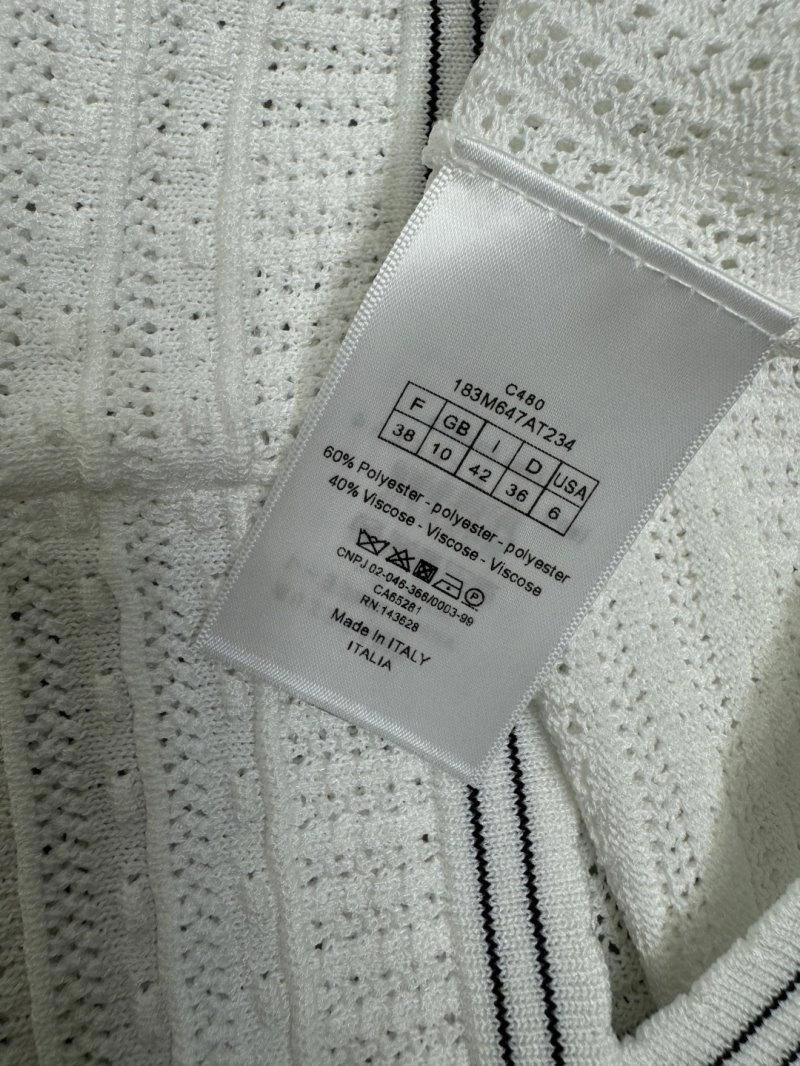 C480
183M647AT234
F GB I D USA
38 10 42 36 6
60% Polyester - polyester - polyester
40% Viscose - Viscose - Viscose
P
CNPJ 02-046-366/0003-99
CA65281
RN 143628
Made In ITALY
ITALIA